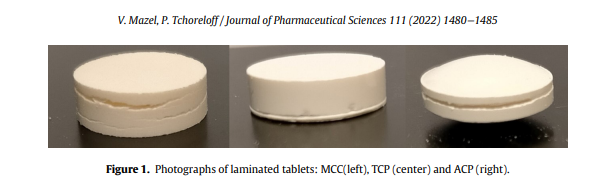 V. Mazel, P. Tchoreloff / Journal of Pharmaceutical Sciences 111 (2022) 1480−1485
Figure 1. Photographs of laminated tablets: MCC(left), TCP (center) and ACP (right).